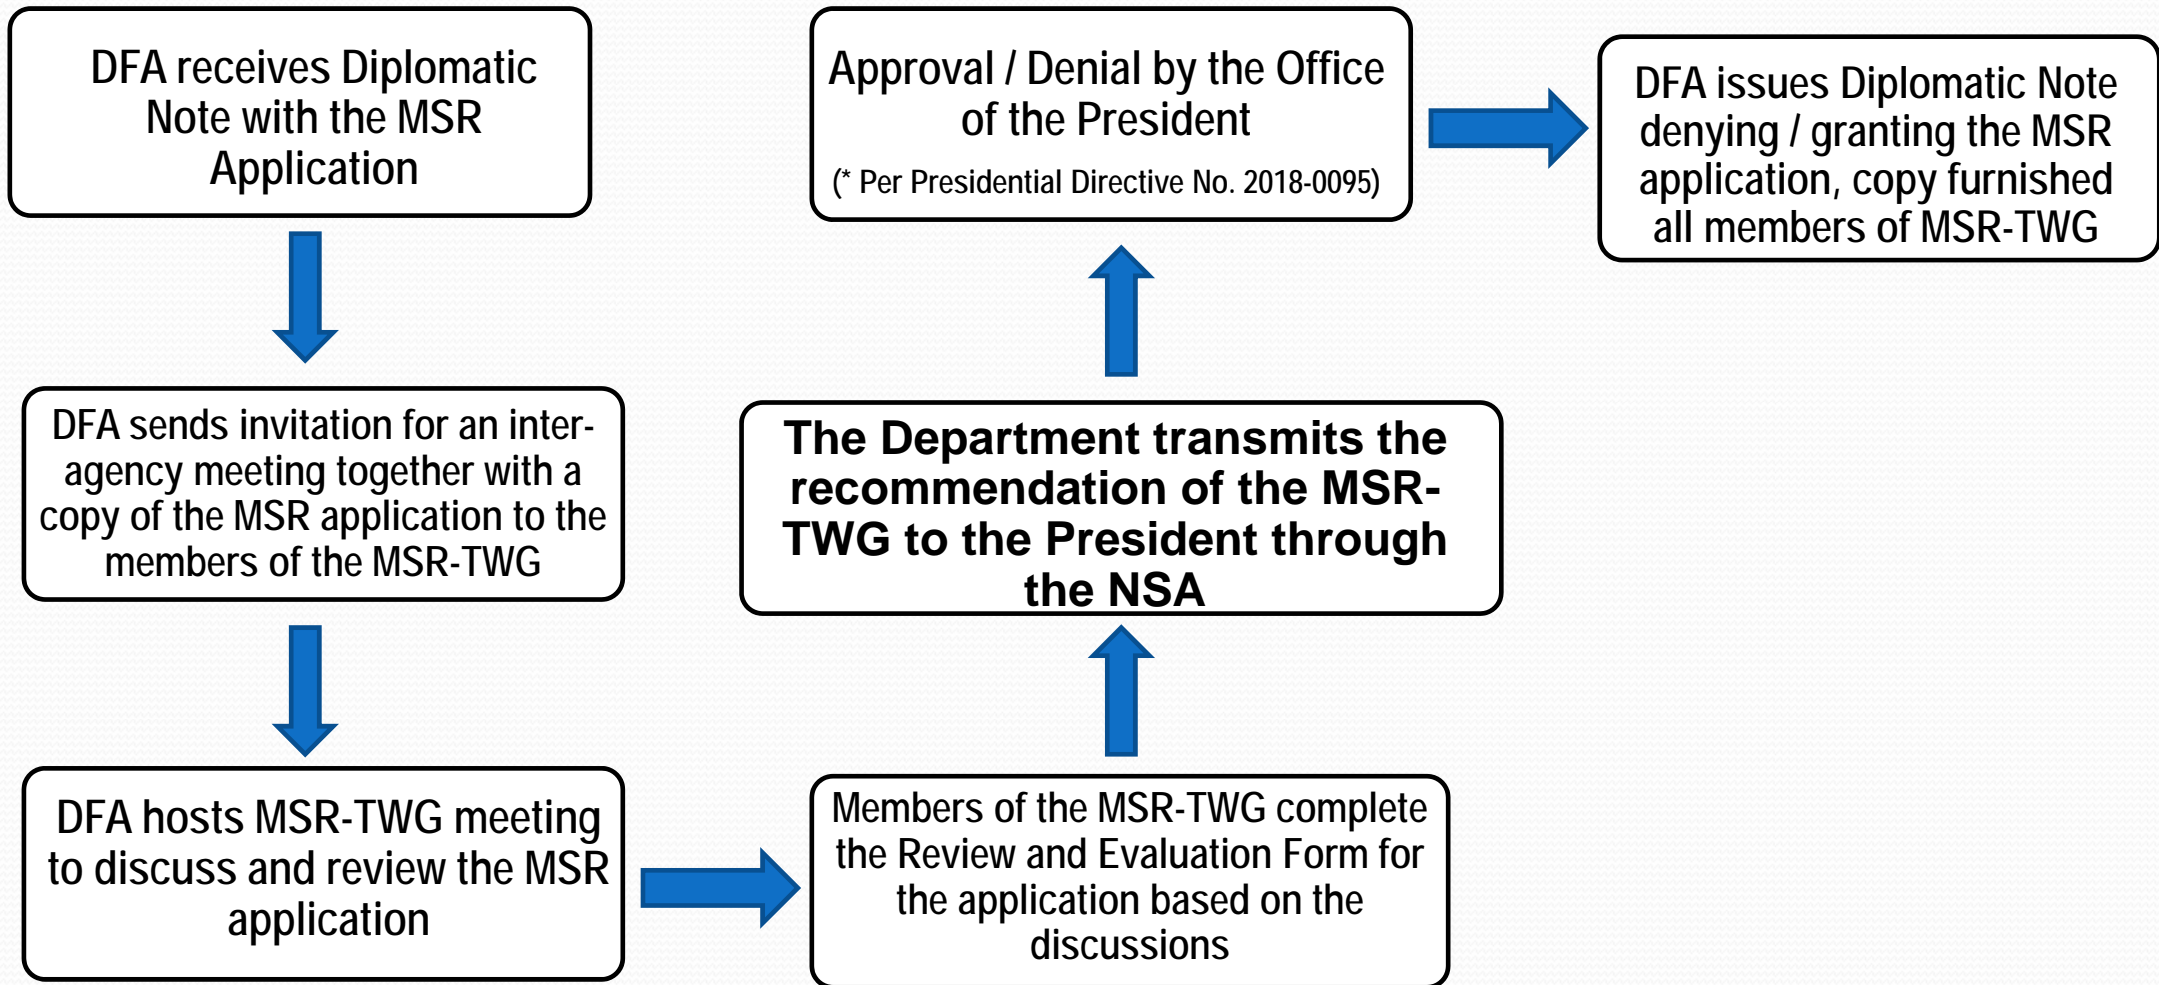 DFA receives Diplomatic
Note with the MSR
Application
DFA sends invitation for an inter-
agency meeting together with a
copy of the MSR application to the
members of the MSR-TWG
DFA hosts MSR-TWG meeting
to discuss and review the MSR
application
Members of the MSR-TWG complete
the Review and Evaluation Form for
the application based on the
discussions
The Department transmits the
recommendation of the MSR-
TWG to the President through
the NSA
Approval / Denial by the Office
of the President
(* Per Presidential Directive No. 2018-0095)
DFA issues Diplomatic Note
denying / granting the MSR
application, copy furnished
all members of MSR-TWG